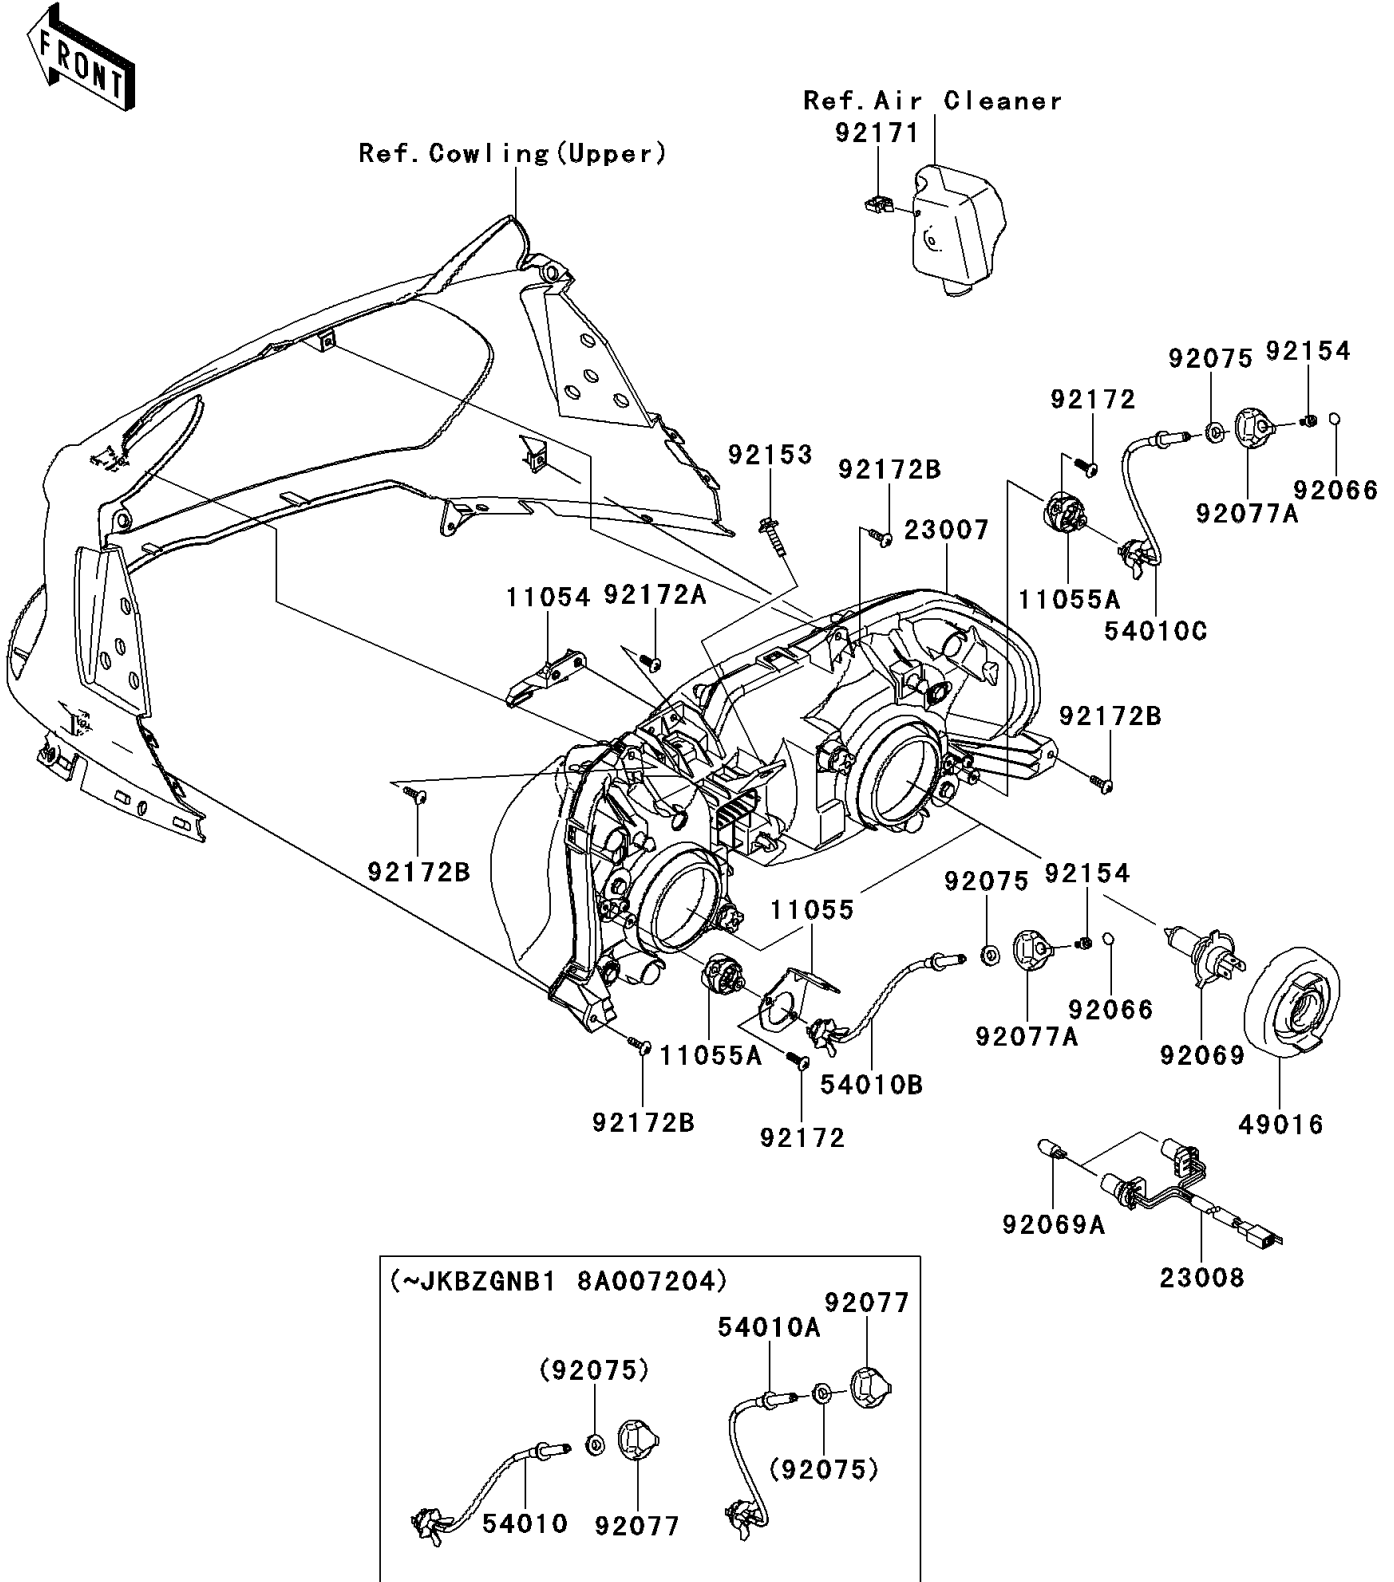 FRONT
Ref.Air Cleaner
92171
Ref.Cowling(Upper)
92075
92154
92172
92153
92172B
92066
92077A
23007
11054
92172A
11055A
54010C
92172B
92172B
92075
92154
11055
92066
92077A
92069
11055A
54010B
92172B
92172
49016
92069A
23008
(~JKBZGNB1 8A007204)
92077
54010A
(92075)
(92075)
54010
92077